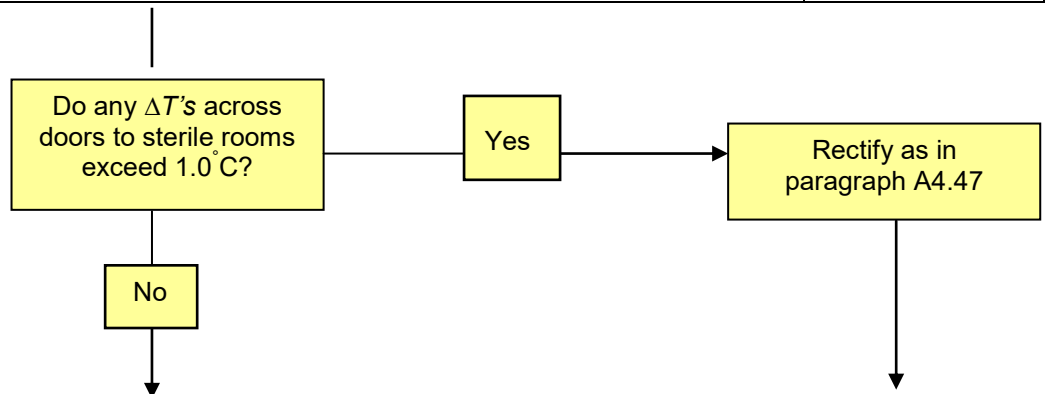 Do any ΔT's across
doors to sterile rooms
exceed 1.0°C?
Yes
Rectify as in
paragraph A4.47
No